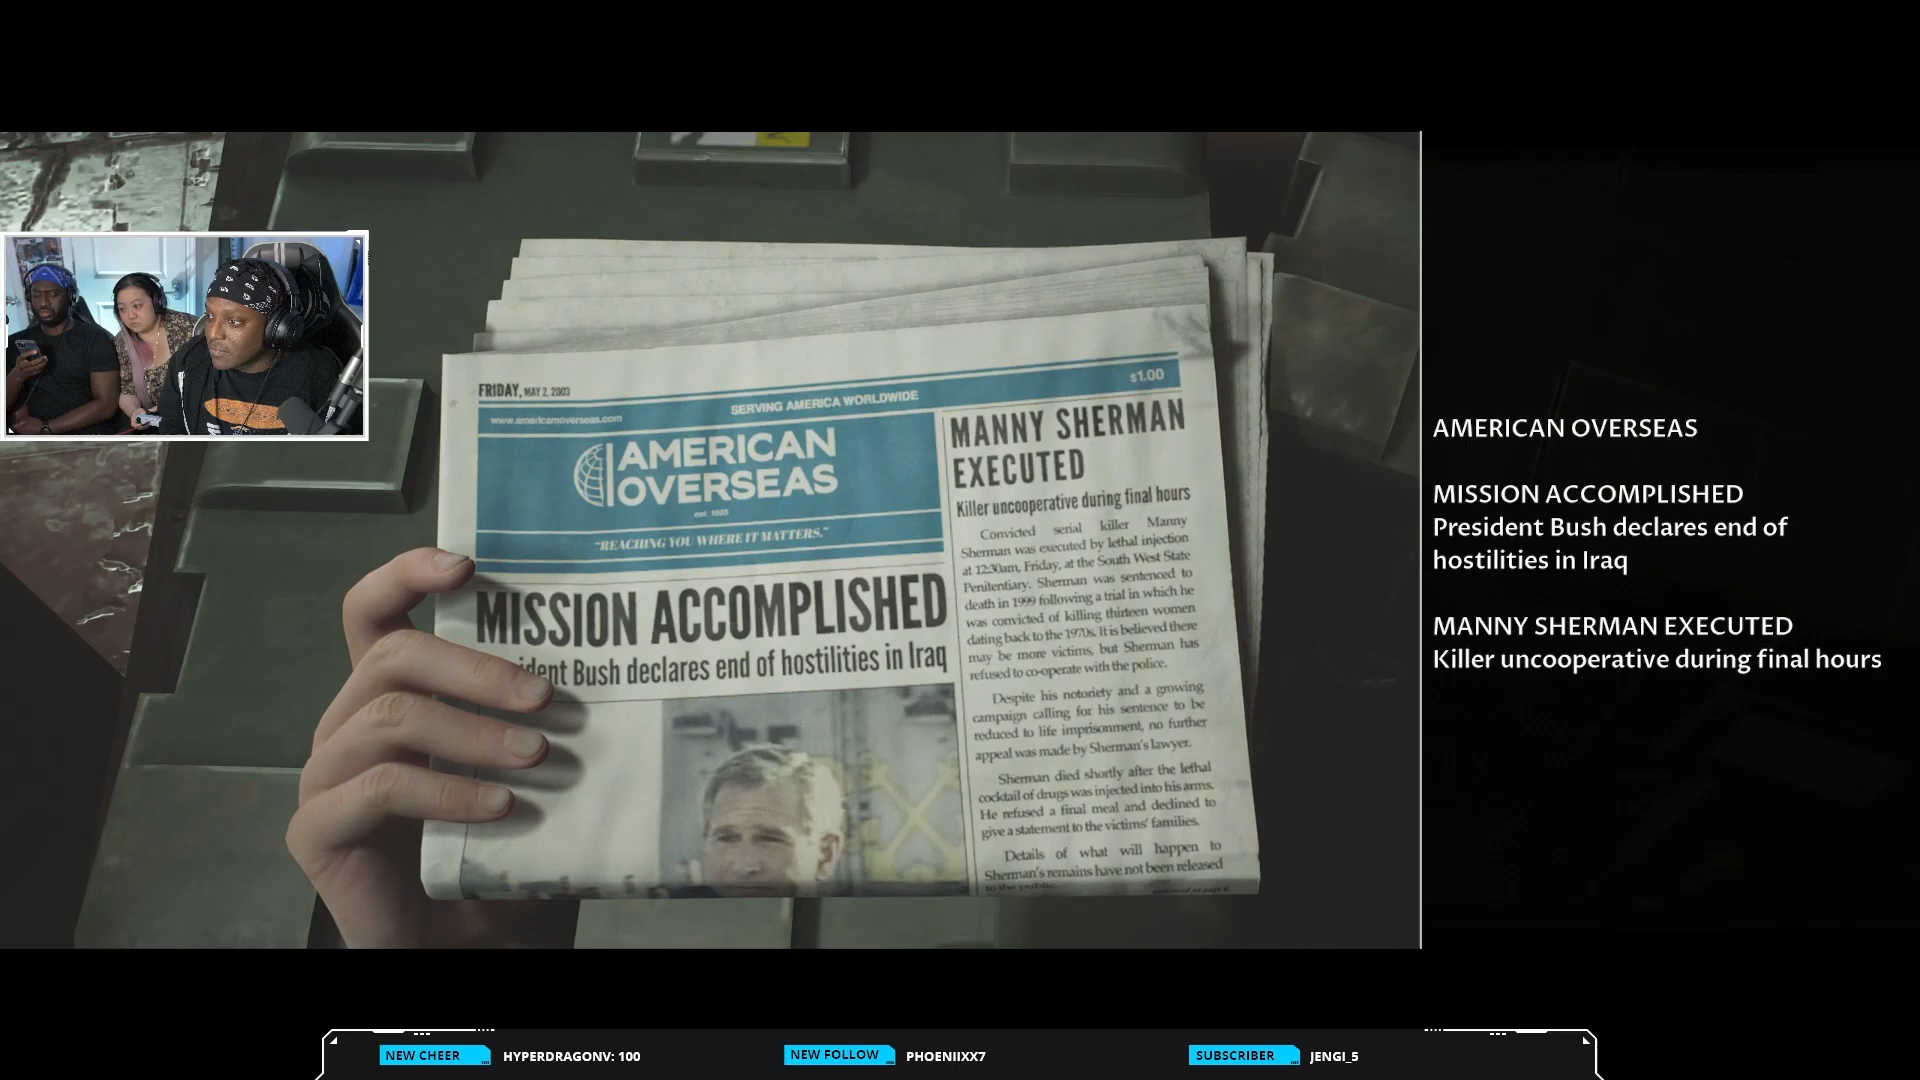 FRIDAY, MAY 2, 2003
$1.00
www.americanoverseas.com
SERVING AMERICA WORLDWIDE
AMERICAN
OVERSEAS
est. 1903
"REACHING YOU WHERE IT MATTERS."
MISSION ACCOMPLISHED
ident Bush declares end of hostilities in Iraq
MANNY SHERMAN
EXECUTED
Killer uncooperative during final hours
Convicted serial killer Manny
Sherman was executed by lethal injection
at 12:30am, Friday, at the South West State
Penitentiary. Sherman was sentenced to
death in 1999 following a trial in which he
was convicted of killing thirteen women
dating back to the 1970s. It is believed there
may be more victims, but Sherman has
refused to co-operate with the police.
Despite his notoriety and a growing
campaign calling for his sentence to be
reduced to life imprisonment, no further
appeal was made by Sherman's lawyer.
Sherman died shortly after the lethal
cocktail of drugs was injected into his arms.
He refused a final meal and declined to
give a statement to the victims' families.
Details of what will happen to
Sherman's remains have not been released
to the public.
AMERICAN OVERSEAS
MISSION ACCOMPLISHED
President Bush declares end of
hostilities in Iraq
MANNY SHERMAN EXECUTED
Killer uncooperative during final hours
NEW CHEER HYPERDRAGONV: 100
NEW FOLLOW PHOENIIXX7
SUBSCRIBER JENGI_5